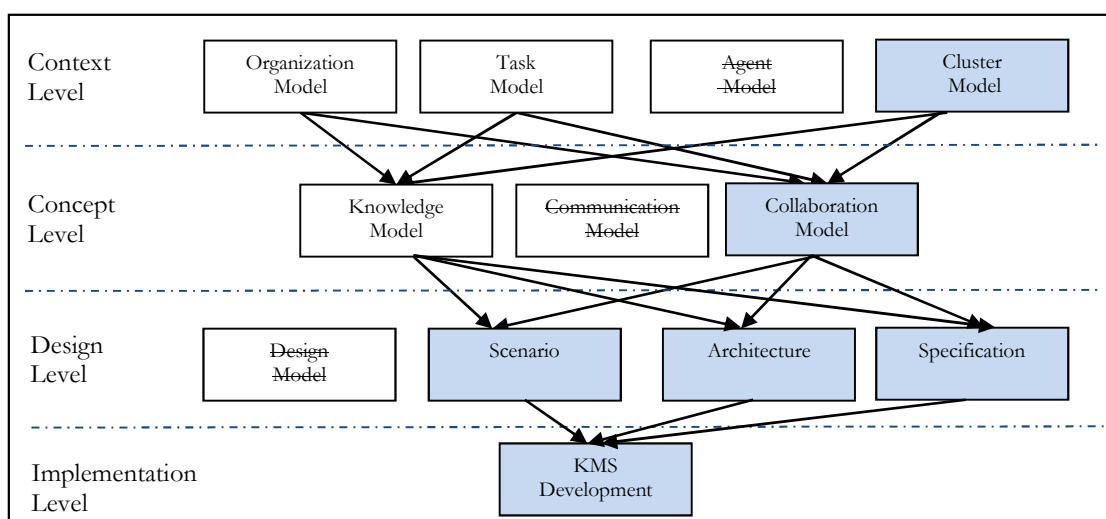 Context
Level
Organization
Model
Task
Model
Agent
Model
Cluster
Model
Concept
Level
Knowledge
Model
Communication
Model
Collaboration
Model
Design
Level
Design
Model
Scenario
Architecture
Specification
Implementation
Level
KMS
Development